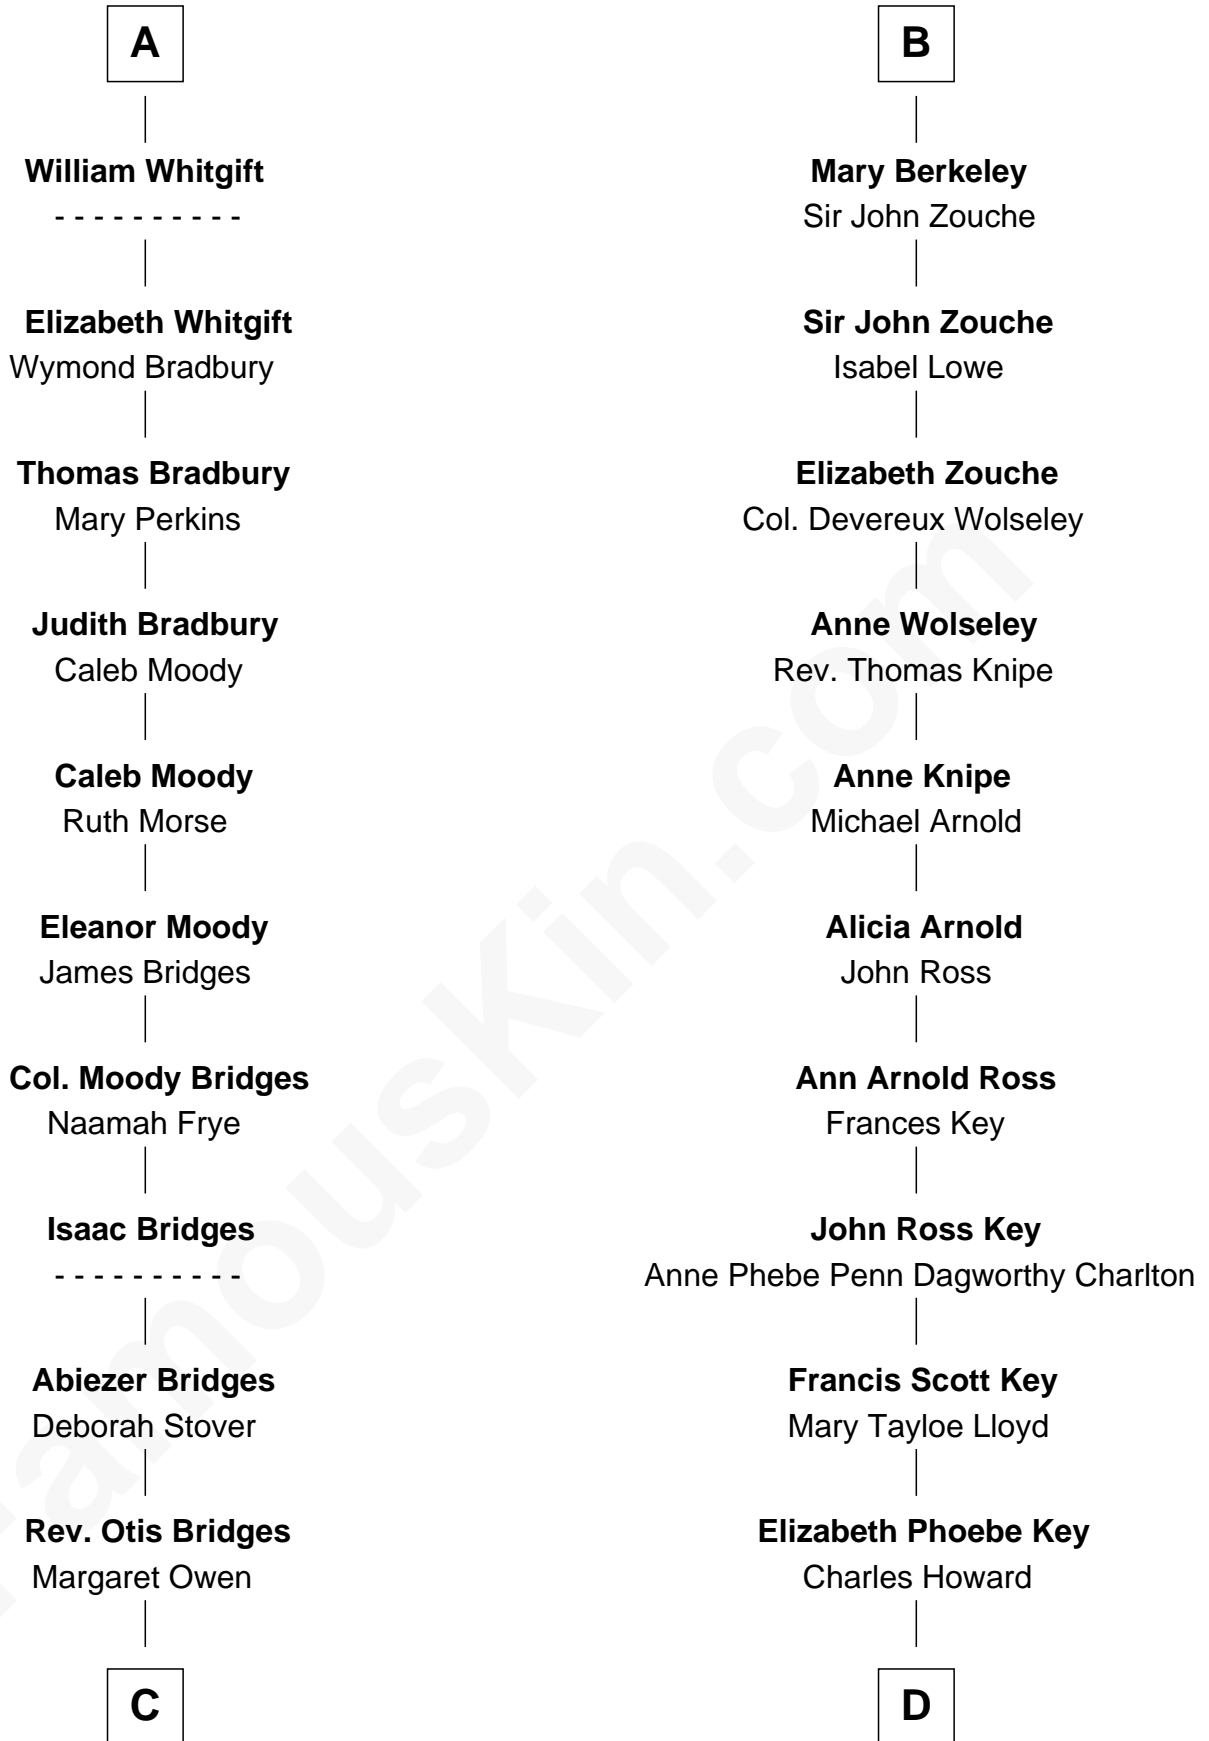 A
William Whitgift
- - - - - - - - - -
Elizabeth Whitgift
Wymond Bradbury
Thomas Bradbury
Mary Perkins
Judith Bradbury
Caleb Moody
Caleb Moody
Ruth Morse
Eleanor Moody
James Bridges
Col. Moody Bridges
Naamah Frye
Isaac Bridges
- - - - - - - - - -
Abiezer Bridges
Deborah Stover
Rev. Otis Bridges
Margaret Owen
C
B
Mary Berkeley
Sir John Zouche
Sir John Zouche
Isabel Lowe
Elizabeth Zouche
Col. Devereux Wolseley
Anne Wolseley
Rev. Thomas Knipe
Anne Knipe
Michael Arnold
Alicia Arnold
John Ross
Ann Arnold Ross
Frances Key
John Ross Key
Anne Phebe Penn Dagworthy Charlton
Francis Scott Key
Mary Tayloe Lloyd
Elizabeth Phoebe Key
Charles Howard
D
FamousKin.com